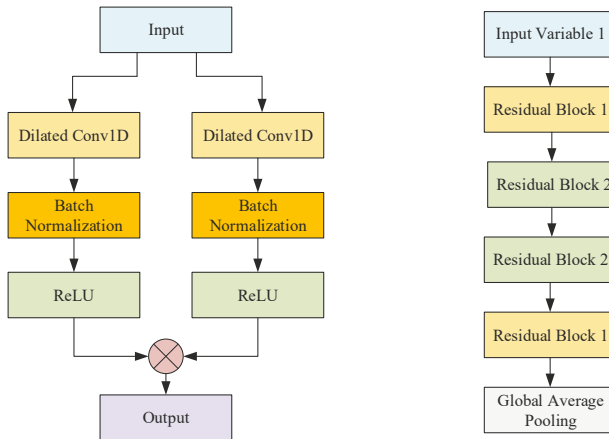 Input
Dilated Conv1D
Dilated Conv1D
Batch
Normalization
Batch
Normalization
ReLU
ReLU
Output
Input Variable 1
Residual Block 1
Residual Block 2
Residual Block 2
Residual Block 1
Global Average
Pooling